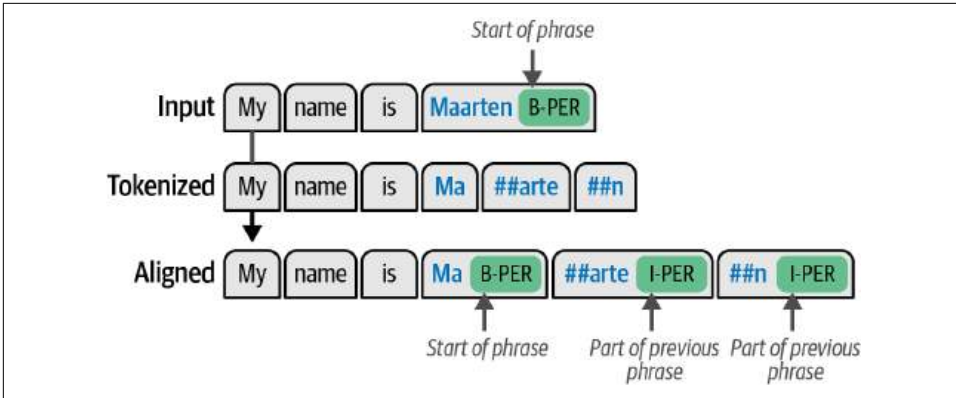 Start of phrase
Input My name is Maarten B-PER
Tokenized My name is Ma ##arte ##n
Aligned My name is Ma B-PER ##arte I-PER ##n I-PER
Start of phrase Part of previous Part of previous
phrase phrase